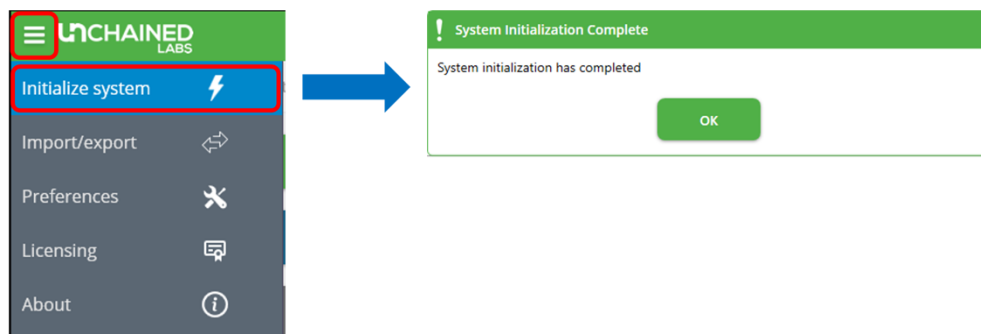 UNCHAINED
LABS
Initialize system
Import/export
Preferences
Licensing
About
System Initialization Complete
System initialization has completed
OK